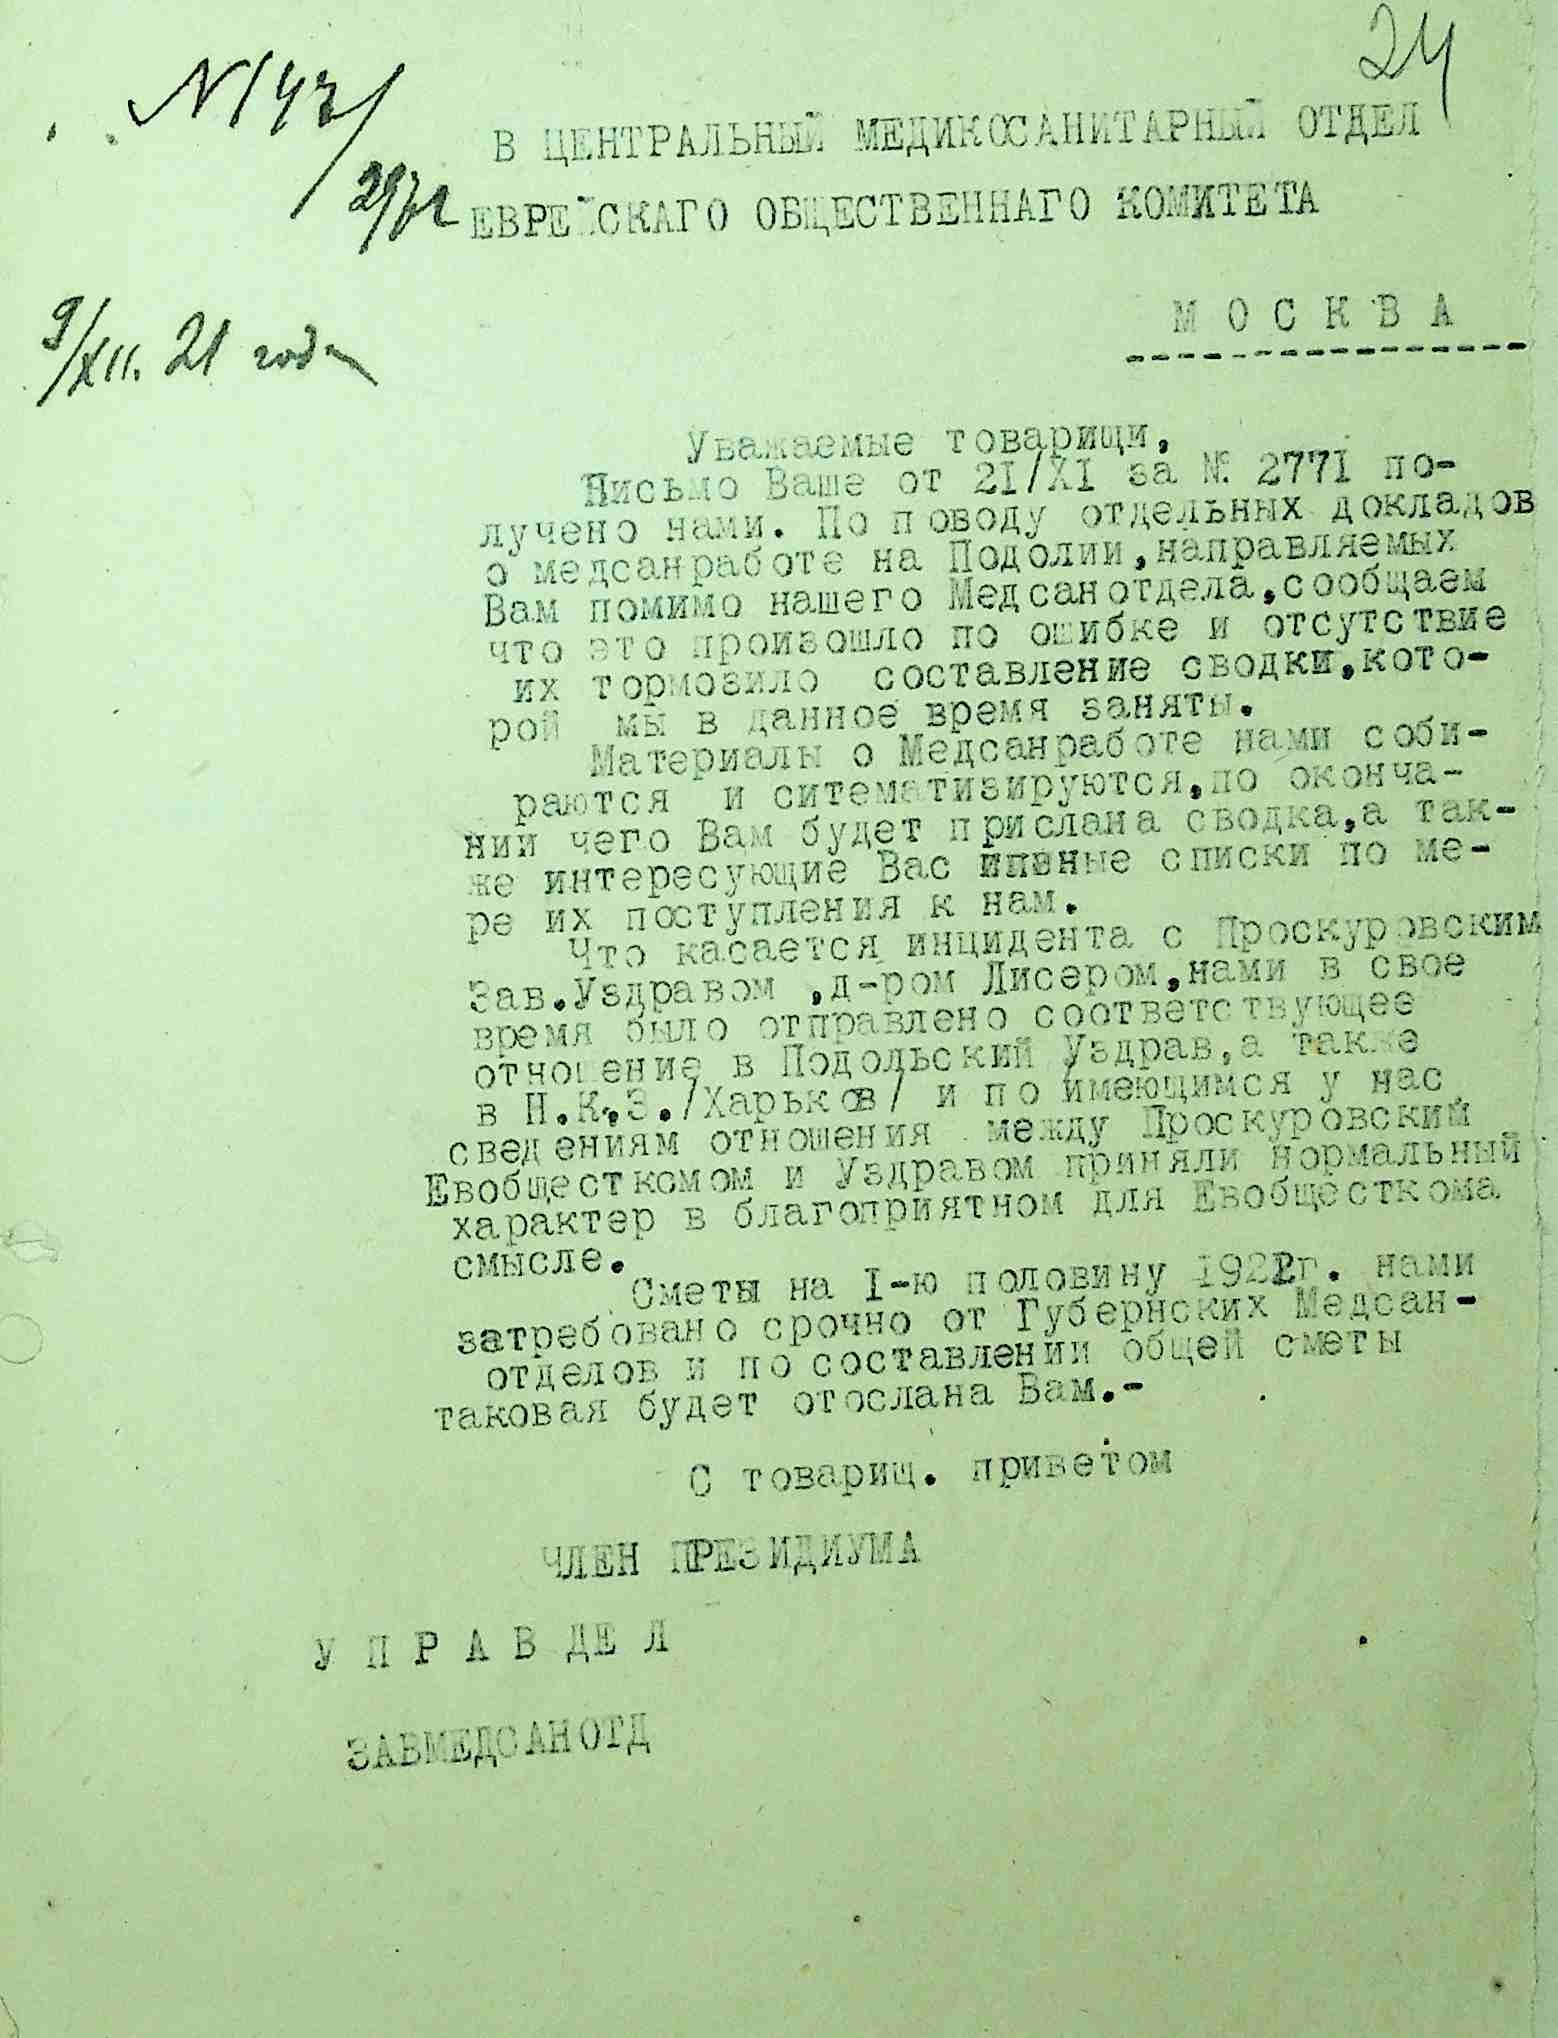 24
N 147/
В ЦЕНТРАЛЬНЫЙ МЕДИКОСАНИТАРНЫЙ ОТДЕЛ
ЕВРЕЙСКАГО ОБЩЕСТВЕННАГО КОМИТЕТА
МОСКВА
9/XII. 21 года
Уважаемые товарищи,
Письмо Ваше от 2I/XI за № 277I по-
лучено нами. По поводу отдельных докладов
о медсанработе на Подолии,направляемых
Вам помимо нашего Медсанотдела,сообщаем
что это произошло по ошибке и отсутствие
их тормозило составление сводки,кото-
рой мы в данное время заняты.
Материалы о Медсанработе нами соби-
раются и ситематизируются,по оконча-
нии чего Вам будет прислана сводка,а так-
же интересующие Вас списки по ме-
ре их поступления к нам.
Что касается инцидента с Проскуровским
Зав.Уздравом ,д-ром Лисером,нами в свое
время было отправлено соответствующее
отношение в Подольский Уздрав,а также
в Н.К.З./Харьков/ и по имеющимся у нас
сведениям отношения между Проскуровский
Евобщесткомом и Уздравом приняли нормальный
характер в благоприятном для Евобщесткома
смысле.
Сметы на I-ю половину 1922г. нами
затребовано срочно от Губернских Медсан-
отделов и по составлении общей сметы
таковая будет отослана Вам.-
С товарищ. приветом
ЧЛЕН ПРЕЗИДИУМА
УПРАВДЕЛ
ЗАВМЕДСАНОТД